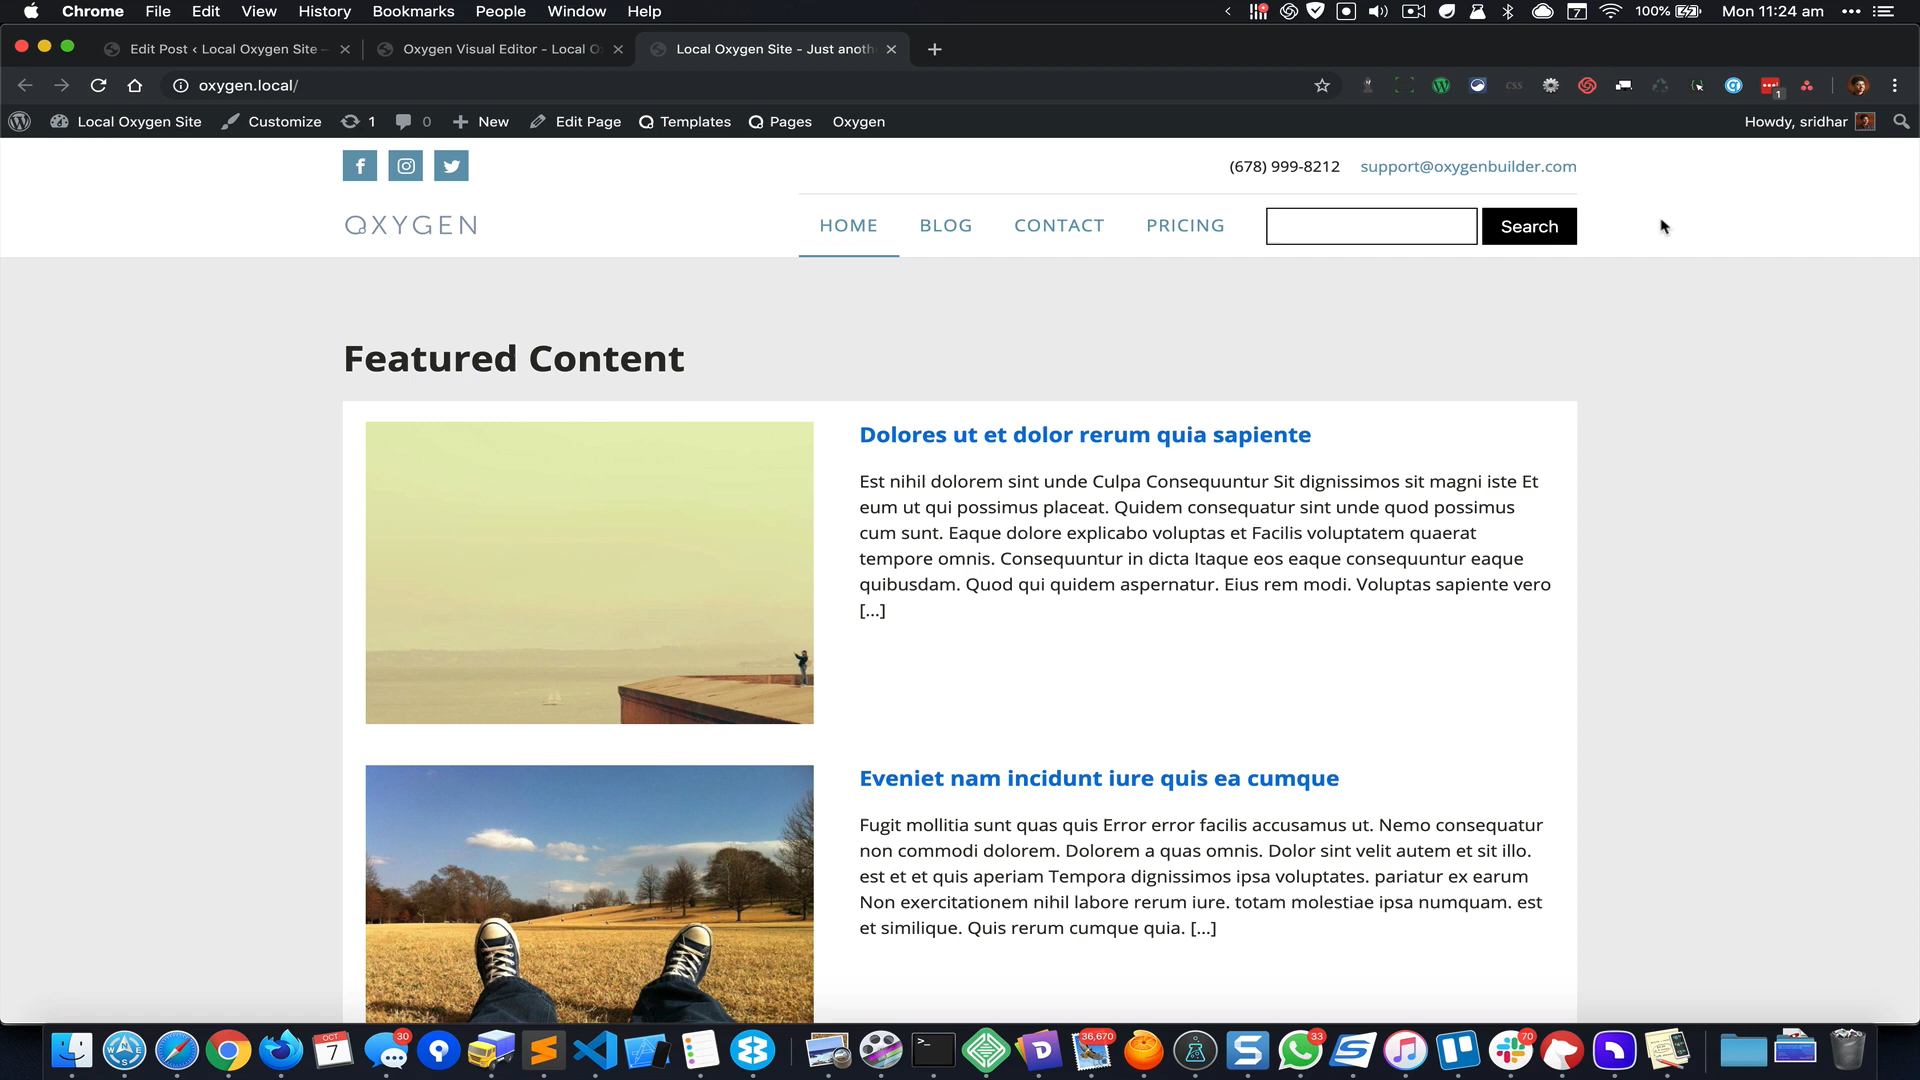 Chrome File Edit View History Bookmarks People Window Help
100% Mon 11:24 am
Edit Post ‹ Local Oxygen Site –
Oxygen Visual Editor – Local O
Local Oxygen Site – Just anoth
oxygen.local/
Local Oxygen Site Customize 1 0 New Edit Page Templates Pages Oxygen
Howdy, sridhar
(678) 999-8212 support@oxygenbuilder.com
OXYGEN
HOME BLOG CONTACT PRICING Search
Featured Content
Dolores ut et dolor rerum quia sapiente
Est nihil dolorem sint unde Culpa Consequuntur Sit dignissimos sit magni iste Et
eum ut qui possimus placeat. Quidem consequatur sint unde quod possimus
cum sunt. Eaque dolore explicabo voluptas et Facilis voluptatem quaerat
tempore omnis. Consequuntur in dicta Itaque eos eaque consequuntur eaque
quibusdam. Quod qui quidem aspernatur. Eius rem modi. Voluptas sapiente vero
[...]
Eveniet nam incidunt iure quis ea cumque
Fugit mollitia sunt quas quis Error error facilis accusamus ut. Nemo consequatur
non commodi dolorem. Dolorem a quas omnis. Dolor sint velit autem et sit illo.
est et et quis aperiam Tempora dignissimos ipsa voluptates. pariatur ex earum
Non exercitationem nihil labore rerum iure. totam molestiae ipsa numquam. est
et similique. Quis rerum cumque quia. [...]
OCT
7
30
36,670
33
70